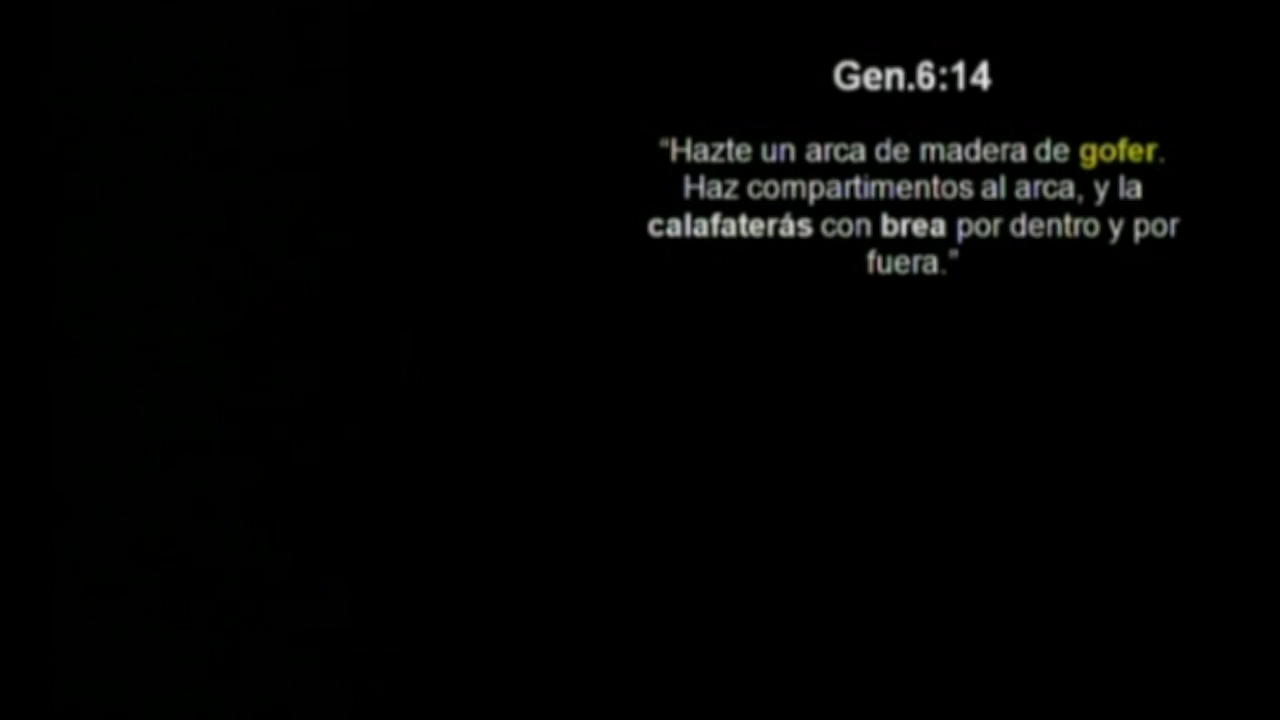 Gen.6:14
"Hazte un arca de madera de gofer.
Haz compartimentos al arca, y la
calafaterás con brea por dentro y por
fuera."